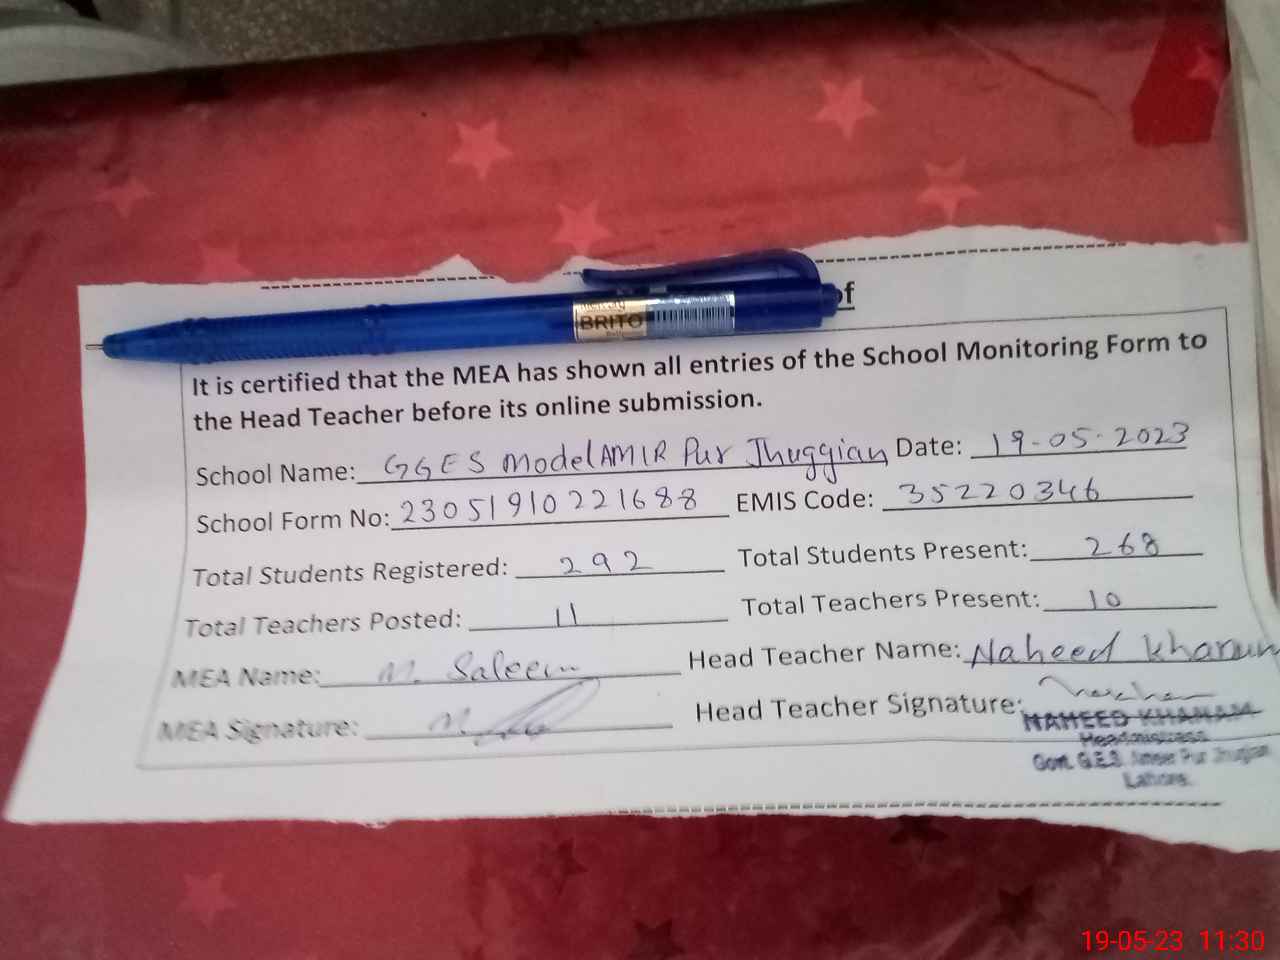 of
BRITO
It is certified that the MEA has shown all entries of the School Monitoring Form to
the Head Teacher before its online submission.
School Name: GGES Model AMIR Pur Jhuggian Date: 19-05-2023
School Form No: 23051910221688 EMIS Code: 35220346
Total Students Registered: 292 Total Students Present: 268
Total Teachers Posted: 11 Total Teachers Present: 10
MEA Name: M. Saleem Head Teacher Name: Naheed Khanum
MEA Signature: Head Teacher Signature:
NAHEED KHANAM
Headmistress
Govt. G.E.S. Ameer Pur Jhugian
Lahore.
19-05-23 11:30